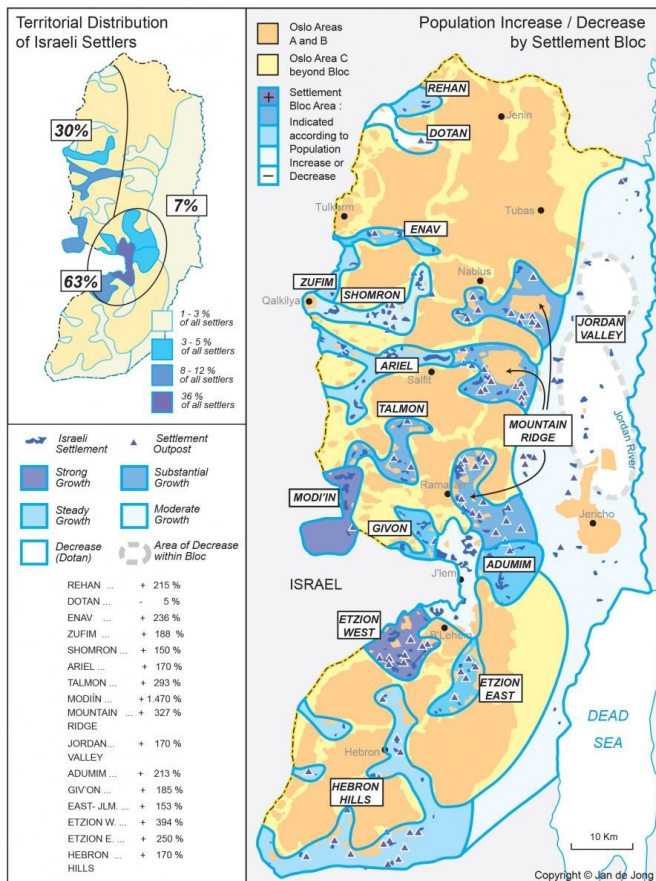 Territorial Distribution
of Israeli Settlers
30%
7%
63%
1 - 3 %
of all settlers
3 - 5 %
of all settlers
8 - 12 %
of all settlers
36 %
of all settlers
Israeli
Settlement
Settlement
Outpost
Strong
Growth
Substantial
Growth
Steady
Growth
Moderate
Growth
Decrease
(Dotan)
Area of Decrease
within Bloc
REHAN ... + 215 %
DOTAN ... - 5 %
ENAV ... + 236 %
ZUFIM ... + 188 %
SHOMRON ... + 150 %
ARIEL ... + 170 %
TALMON ... + 293 %
MODIÍN ... + 1.470 %
MOUNTAIN ... + 327 %
RIDGE
JORDAN... + 170 %
VALLEY
ADUMIM ... + 213 %
GIV'ON ... + 185 %
EAST- JLM. ... + 153 %
ETZION W. ... + 394 %
ETZION E. ... + 250 %
HEBRON ... + 170 %
HILLS
Population Increase / Decrease
by Settlement Bloc
Oslo Areas
A and B
Oslo Area C
beyond Bloc
+ Settlement
Bloc Area :
Indicated
according to
Population
Increase or
– Decrease
REHAN
Jenin
DOTAN
Tulkarm
Tubas
ENAV
Nablus
ZUFIM
Qalkilya
SHOMRON
JORDAN
VALLEY
ARIEL
Salfit
TALMON
MOUNTAIN
RIDGE
Jordan River
MODI'IN
Ramalla
Jericho
GIVON
ADUMIM
J'lem
ISRAEL
ETZION
WEST
B'Lehem
ETZION
EAST
DEAD
SEA
Hebron
HEBRON
HILLS
10 Km
Copyright © Jan de Jong